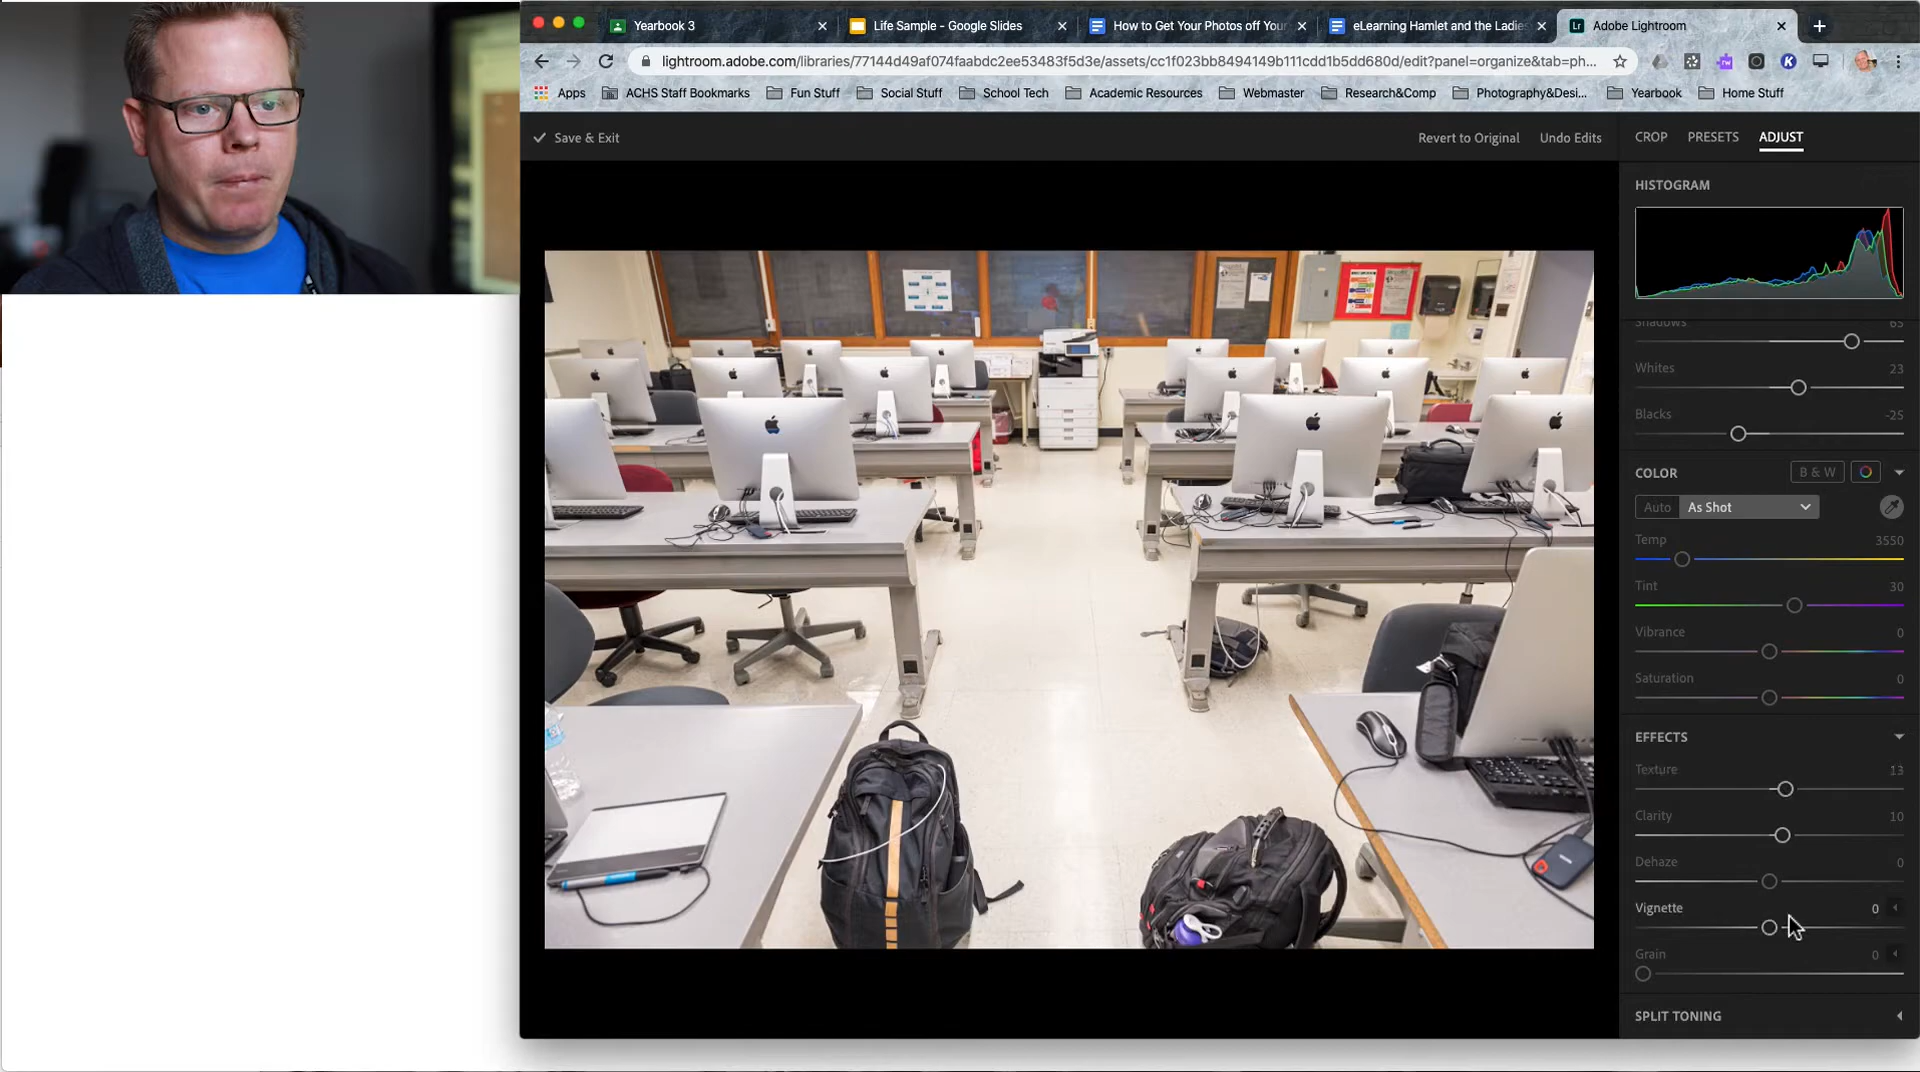 Yearbook 3
Life Sample - Google Slides
How to Get Your Photos off Your
eLearning Hamlet and the Ladies
Lr Adobe Lightroom
lightroom.adobe.com/libraries/77144d49af074faabdc2ee53483f5d3e/assets/cc1f023bb8494149b111cdd1b5dd680d/edit?panel=organize&tab=ph...
Apps
ACHS Staff Bookmarks
Fun Stuff
Social Stuff
School Tech
Academic Resources
Webmaster
Research&Comp
Photography&Desi...
Yearbook
Home Stuff
Save & Exit
Revert to Original
Undo Edits
CROP
PRESETS
ADJUST
HISTOGRAM
Shadows 65
Whites 23
Blacks -25
COLOR
B & W
Auto
As Shot
Temp 3550
Tint 30
Vibrance 0
Saturation 0
EFFECTS
Texture 13
Clarity 10
Dehaze 0
Vignette 0
Grain 0
SPLIT TONING